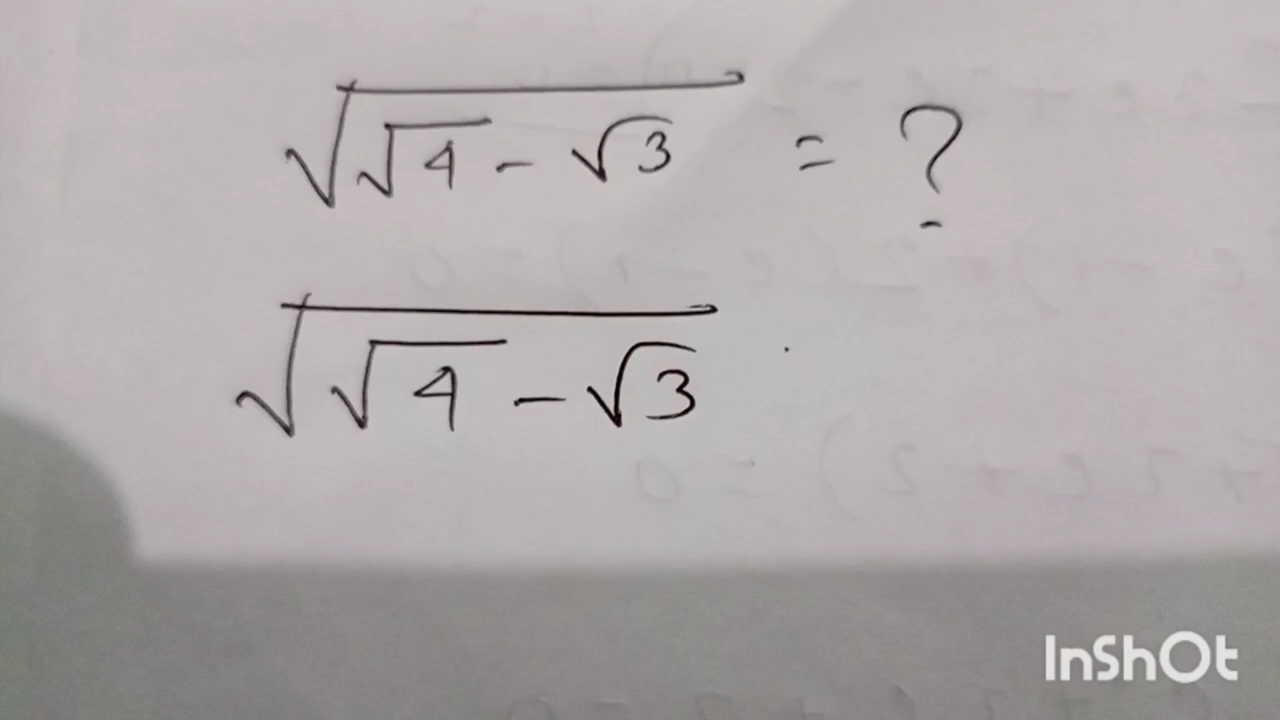 √(√4 - √3) = ?
√(√4 - √3)
InShOt